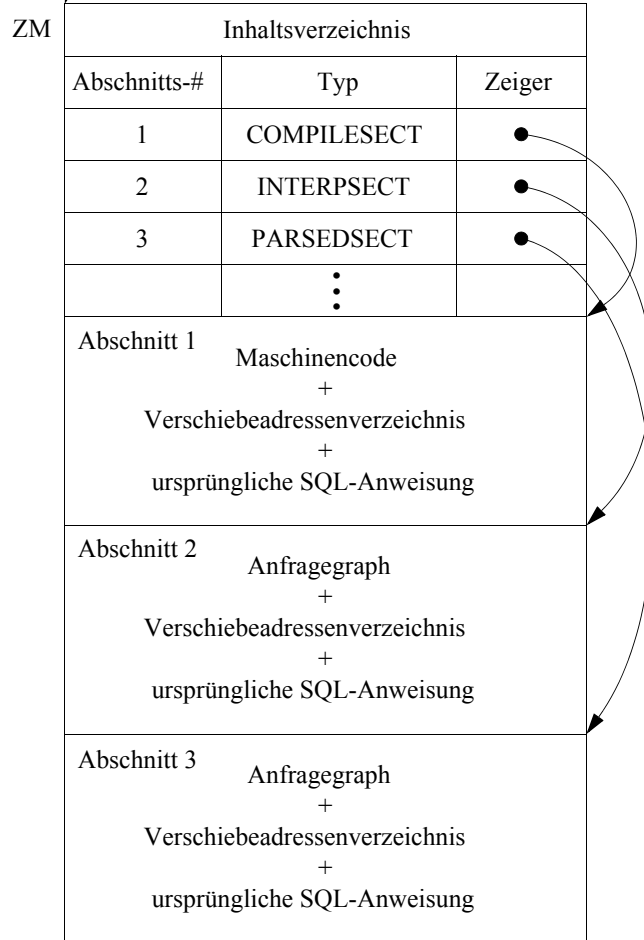 ZM
Inhaltsverzeichnis
Abschnitts-# Typ Zeiger
1 COMPILESECT
2 INTERPSECT
3 PARSEDSECT
Abschnitt 1
Maschinencode
+
Verschiebeadressenverzeichnis
+
ursprüngliche SQL-Anweisung
Abschnitt 2
Anfragegraph
+
Verschiebeadressenverzeichnis
+
ursprüngliche SQL-Anweisung
Abschnitt 3
Anfragegraph
+
Verschiebeadressenverzeichnis
+
ursprüngliche SQL-Anweisung